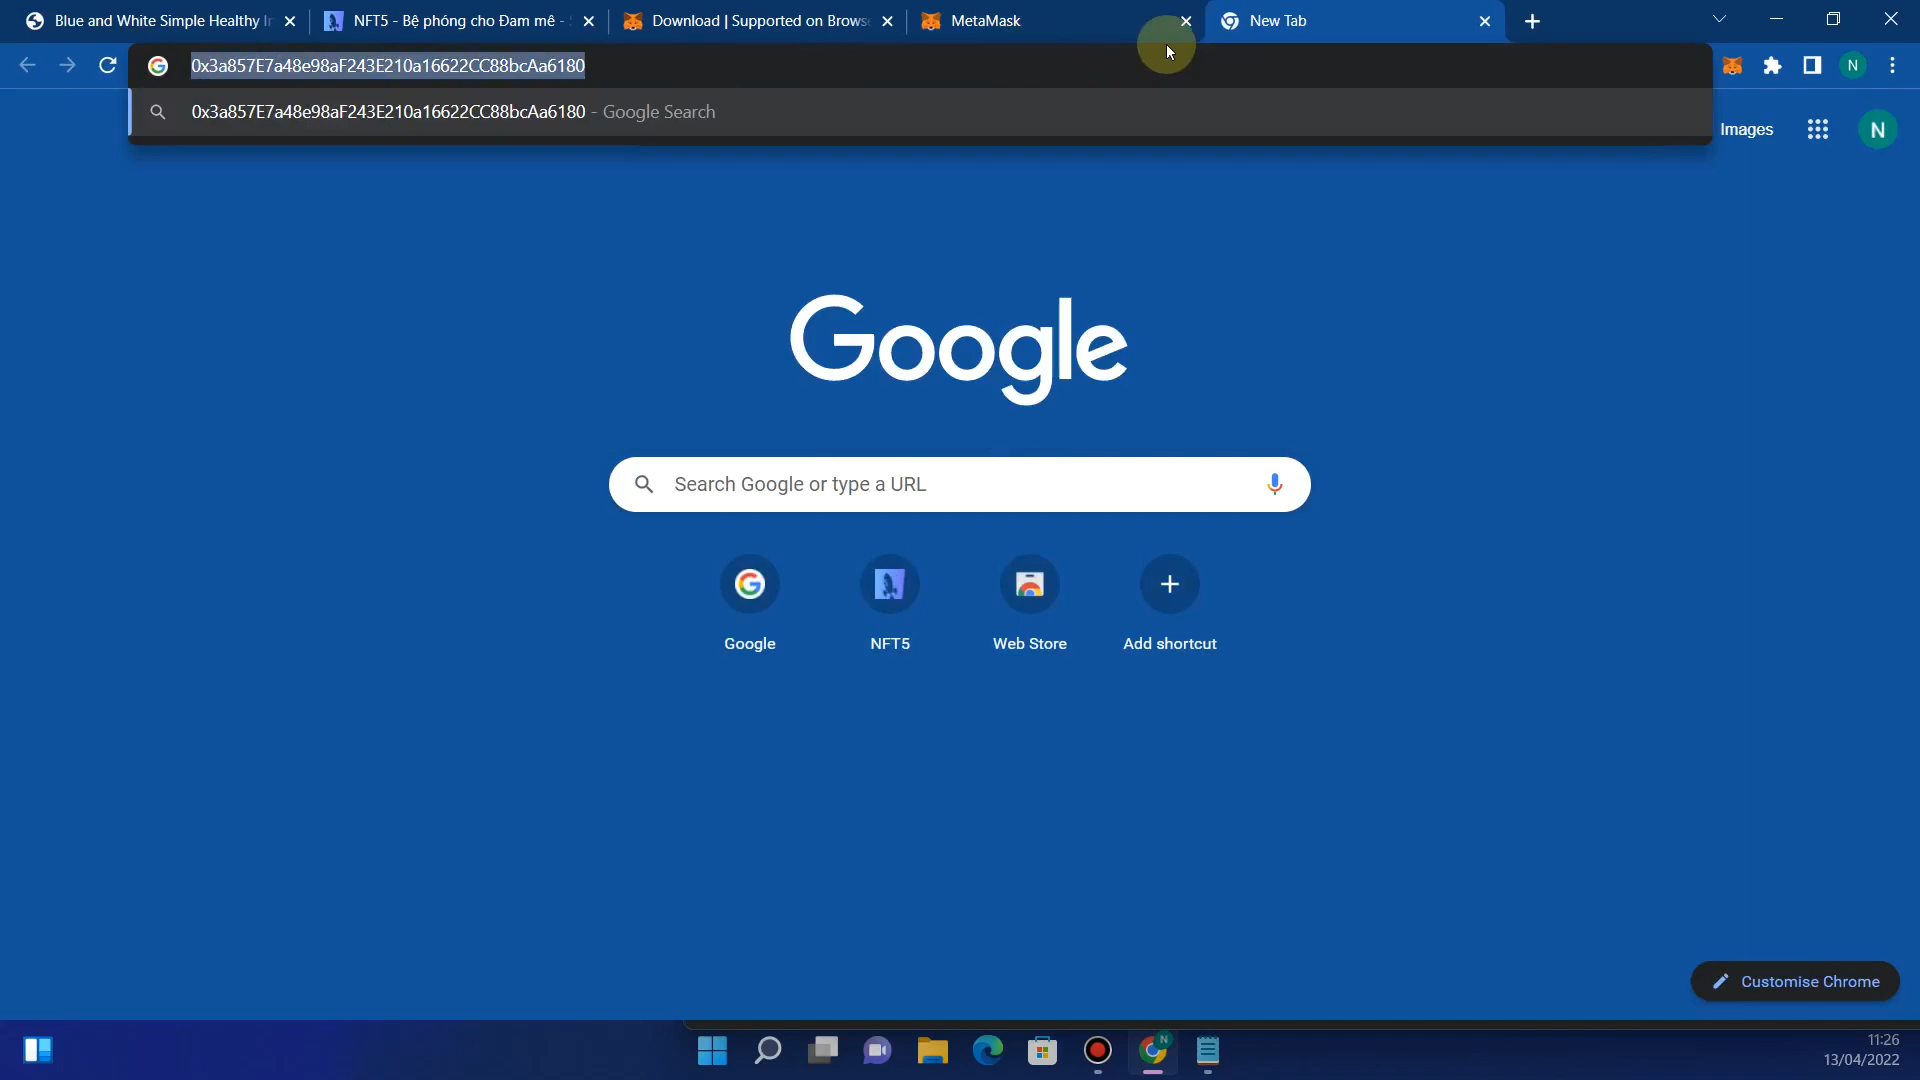 Blue and White Simple Healthy
NFT5 - Bệ phóng cho Đam mê -
Download | Supported on Brows
MetaMask
New Tab
0x3a857E7a48e98aF243E210a16622CC88bcAa6180
N
0x3a857E7a48e98aF243E210a16622CC88bcAa6180 - Google Search
Images
N
Google
Search Google or type a URL
Google
NFT5
Web Store
Add shortcut
Customise Chrome
N
11:26
13/04/2022